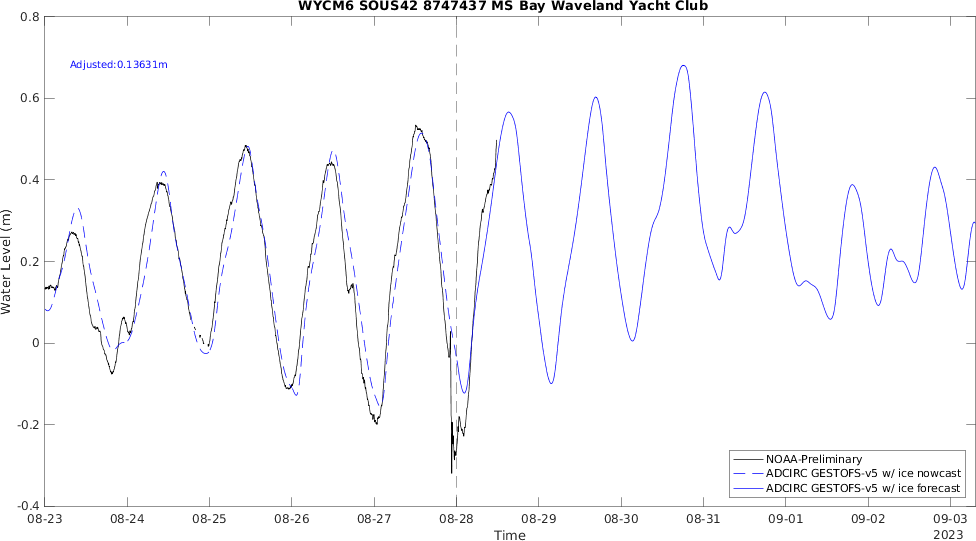 WYCM6 SOUS42 8747437 MS Bay Waveland Yacht Club
0.8
Adjusted:0.13631m
0.6
0.4
0.2
0
-0.2
-0.4
Water Level (m)
NOAA-Preliminary
ADCIRC GESTOFS-v5 w/ ice nowcast
ADCIRC GESTOFS-v5 w/ ice forecast
08-23 08-24 08-25 08-26 08-27 08-28 08-29 08-30 08-31 09-01 09-02 09-03
Time
2023